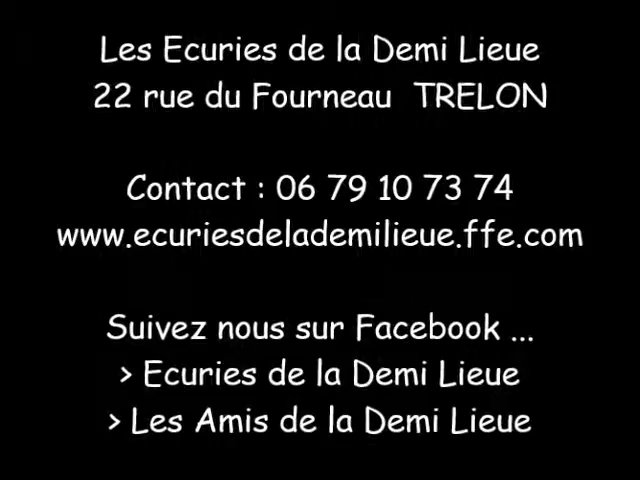 Les Ecuries de la Demi Lieue
22 rue du Fourneau TRELON
Contact : 06 79 10 73 74
www.ecuriesdelademilieue.ffe.com
Suivez nous sur Facebook ...
> Ecuries de la Demi Lieue
> Les Amis de la Demi Lieue